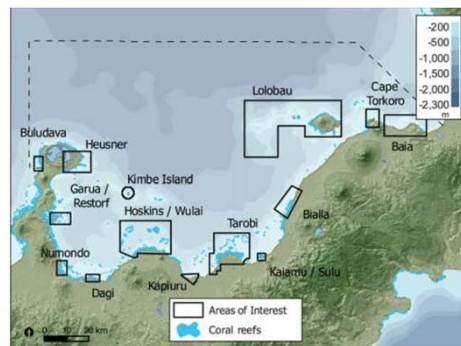 -200
-500
-1,000
-1,500
-2,000
-2,300
m
Cape
Torkoro
Lolobau
Baia
Buludava
Heusner
Kimbe Island
Garua /
Restorf
Hoskins / Wulai
Tarobi
Bialla
Numondo
Kaiamu / Sulu
Dagi
Kapiuru
Areas of Interest
Coral reefs
0 10 20 km